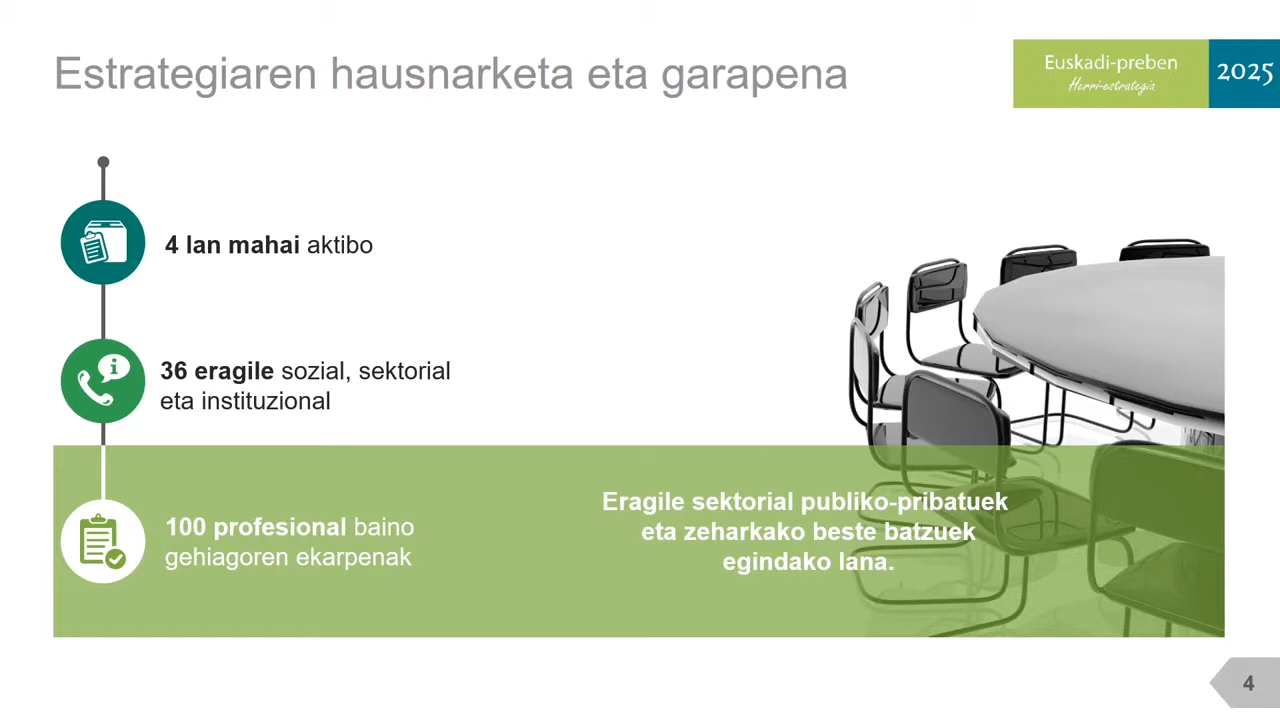 Estrategiaren hausnarketa eta garapena
Euskadi-preben
Herri-estrategia
2025
4 lan mahai aktibo
36 eragile sozial, sektorial
eta instituzional
100 profesional baino
gehiagoren ekarpenak
Eragile sektorial publiko-pribatuek
eta zeharkako beste batzuek
egindako lana.
4